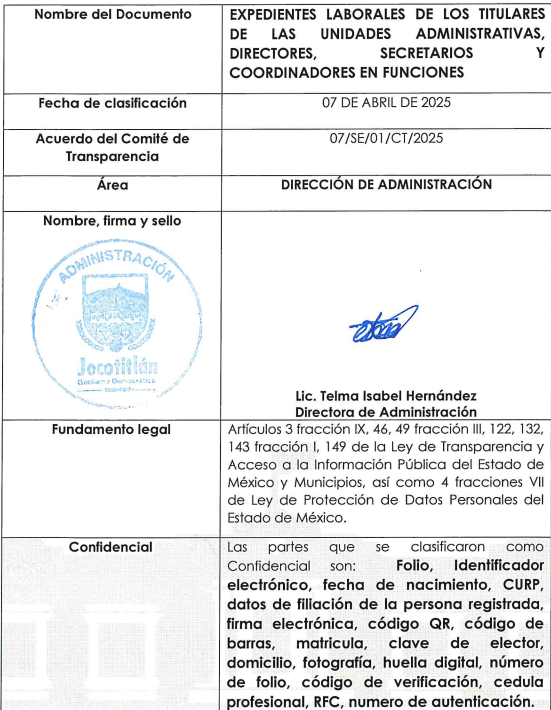 Nombre del Documento
EXPEDIENTES LABORALES DE LOS TITULARES
DE LAS UNIDADES ADMINISTRATIVAS,
DIRECTORES, SECRETARIOS Y
COORDINADORES EN FUNCIONES
Fecha de clasificación
07 DE ABRIL DE 2025
Acuerdo del Comité de
Transparencia
07/SE/01/CT/2025
Área
DIRECCIÓN DE ADMINISTRACIÓN
Nombre, firma y sello
ADMINISTRACIÓN
Jocotitlán
Gobierno Democrático
Lic. Telma Isabel Hernández
Directora de Administración
Fundamento legal
Artículos 3 fracción IX, 46, 49 fracción III, 122, 132,
143 fracción I, 149 de la Ley de Transparencia y
Acceso a la Información Pública del Estado de
México y Municipios, así como 4 fracciones VII
de Ley de Protección de Datos Personales del
Estado de México.
Confidencial
Las partes que se clasificaron como
Confidencial son: Folio, Identificador
electrónico, fecha de nacimiento, CURP,
datos de filiación de la persona registrada,
firma electrónica, código QR, código de
barras, matricula, clave de elector,
domicilio, fotografía, huella digital, número
de folio, código de verificación, cedula
profesional, RFC, numero de autenticación.